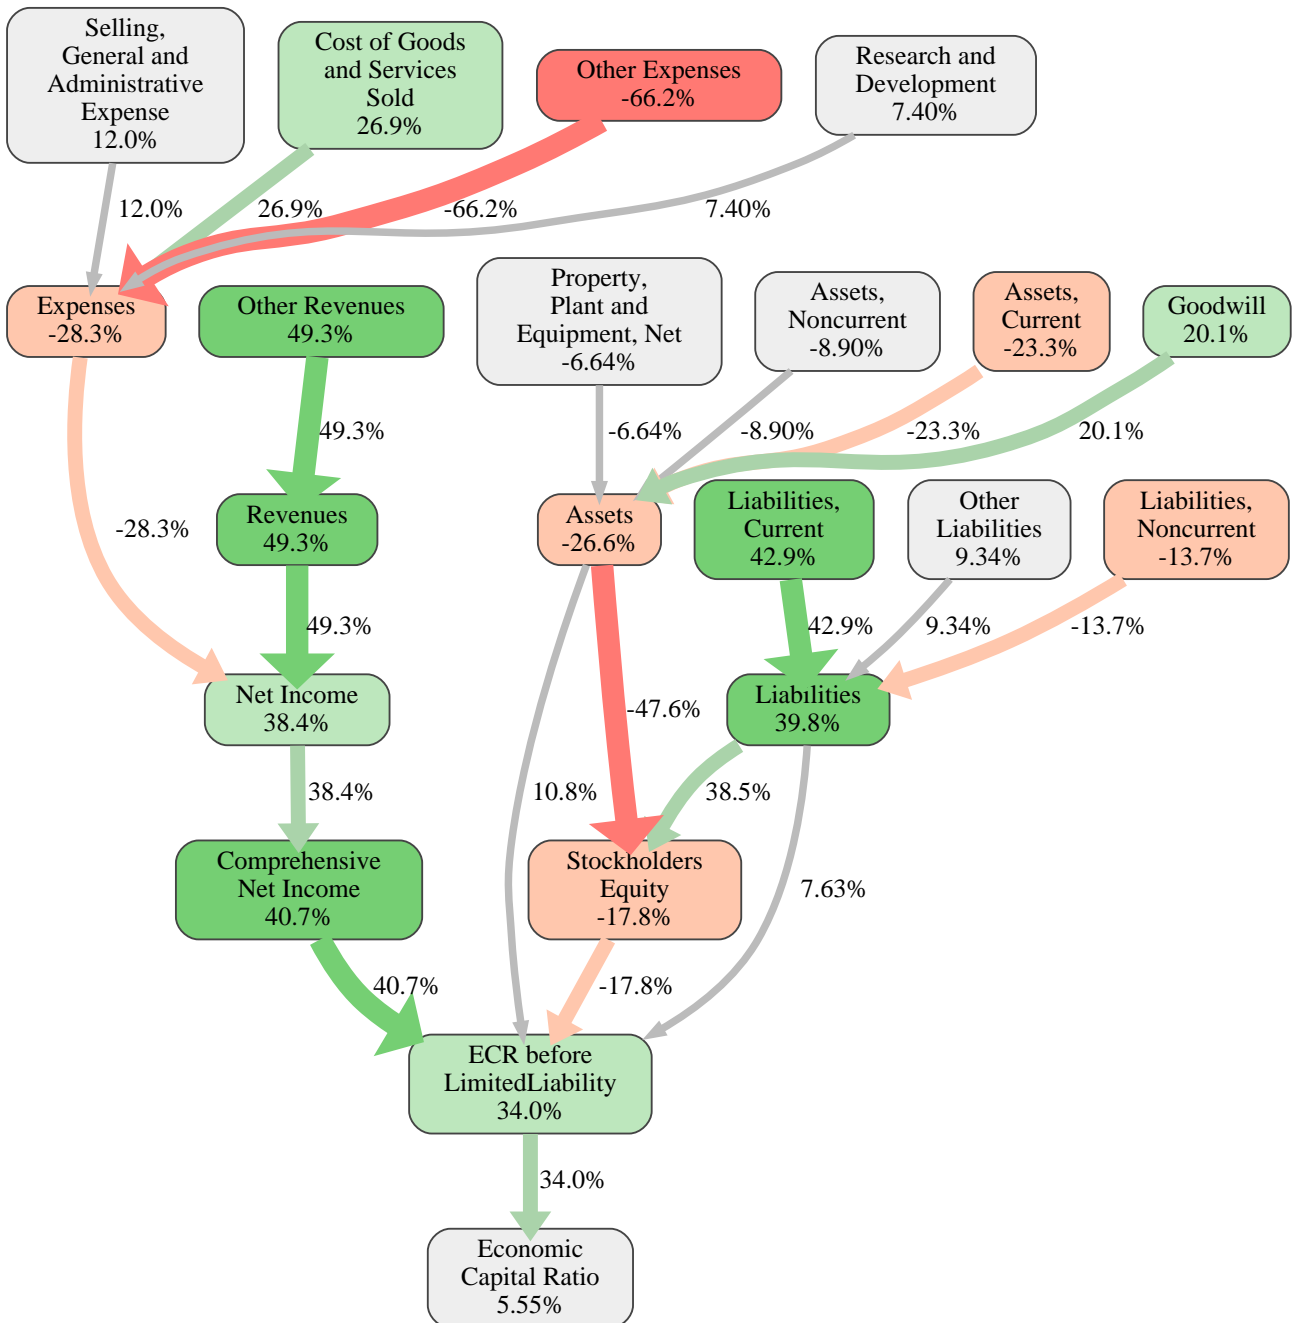 Selling,
General and
Administrative
Expense
12.0%
Cost of Goods
and Services
Sold
26.9%
Other Expenses
-66.2%
Research and
Development
7.40%
12.0%
26.9%
-66.2%
7.40%
Expenses
-28.3%
Other Revenues
49.3%
Property,
Plant and
Equipment, Net
-6.64%
Assets,
Noncurrent
-8.90%
Assets,
Current
-23.3%
Goodwill
20.1%
49.3%
-6.64%
-8.90%
-23.3%
20.1%
-28.3%
Revenues
49.3%
Assets
-26.6%
Liabilities,
Current
42.9%
Other
Liabilities
9.34%
Liabilities,
Noncurrent
-13.7%
49.3%
42.9%
9.34%
-13.7%
Net Income
38.4%
-47.6%
Liabilities
39.8%
38.4%
10.8%
38.5%
Comprehensive
Net Income
40.7%
Stockholders
Equity
-17.8%
7.63%
40.7%
-17.8%
ECR before
LimitedLiability
34.0%
34.0%
Economic
Capital Ratio
5.55%